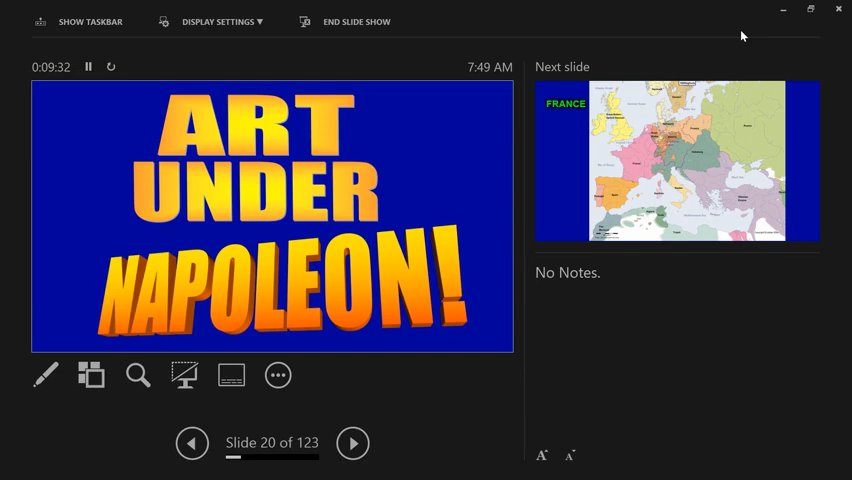 SHOW TASKBAR
DISPLAY SETTINGS ▼
END SLIDE SHOW
0:09:32
7:49 AM
ART
UNDER
NAPOLEON!
Slide 20 of 123
Next slide
FRANCE
No Notes.